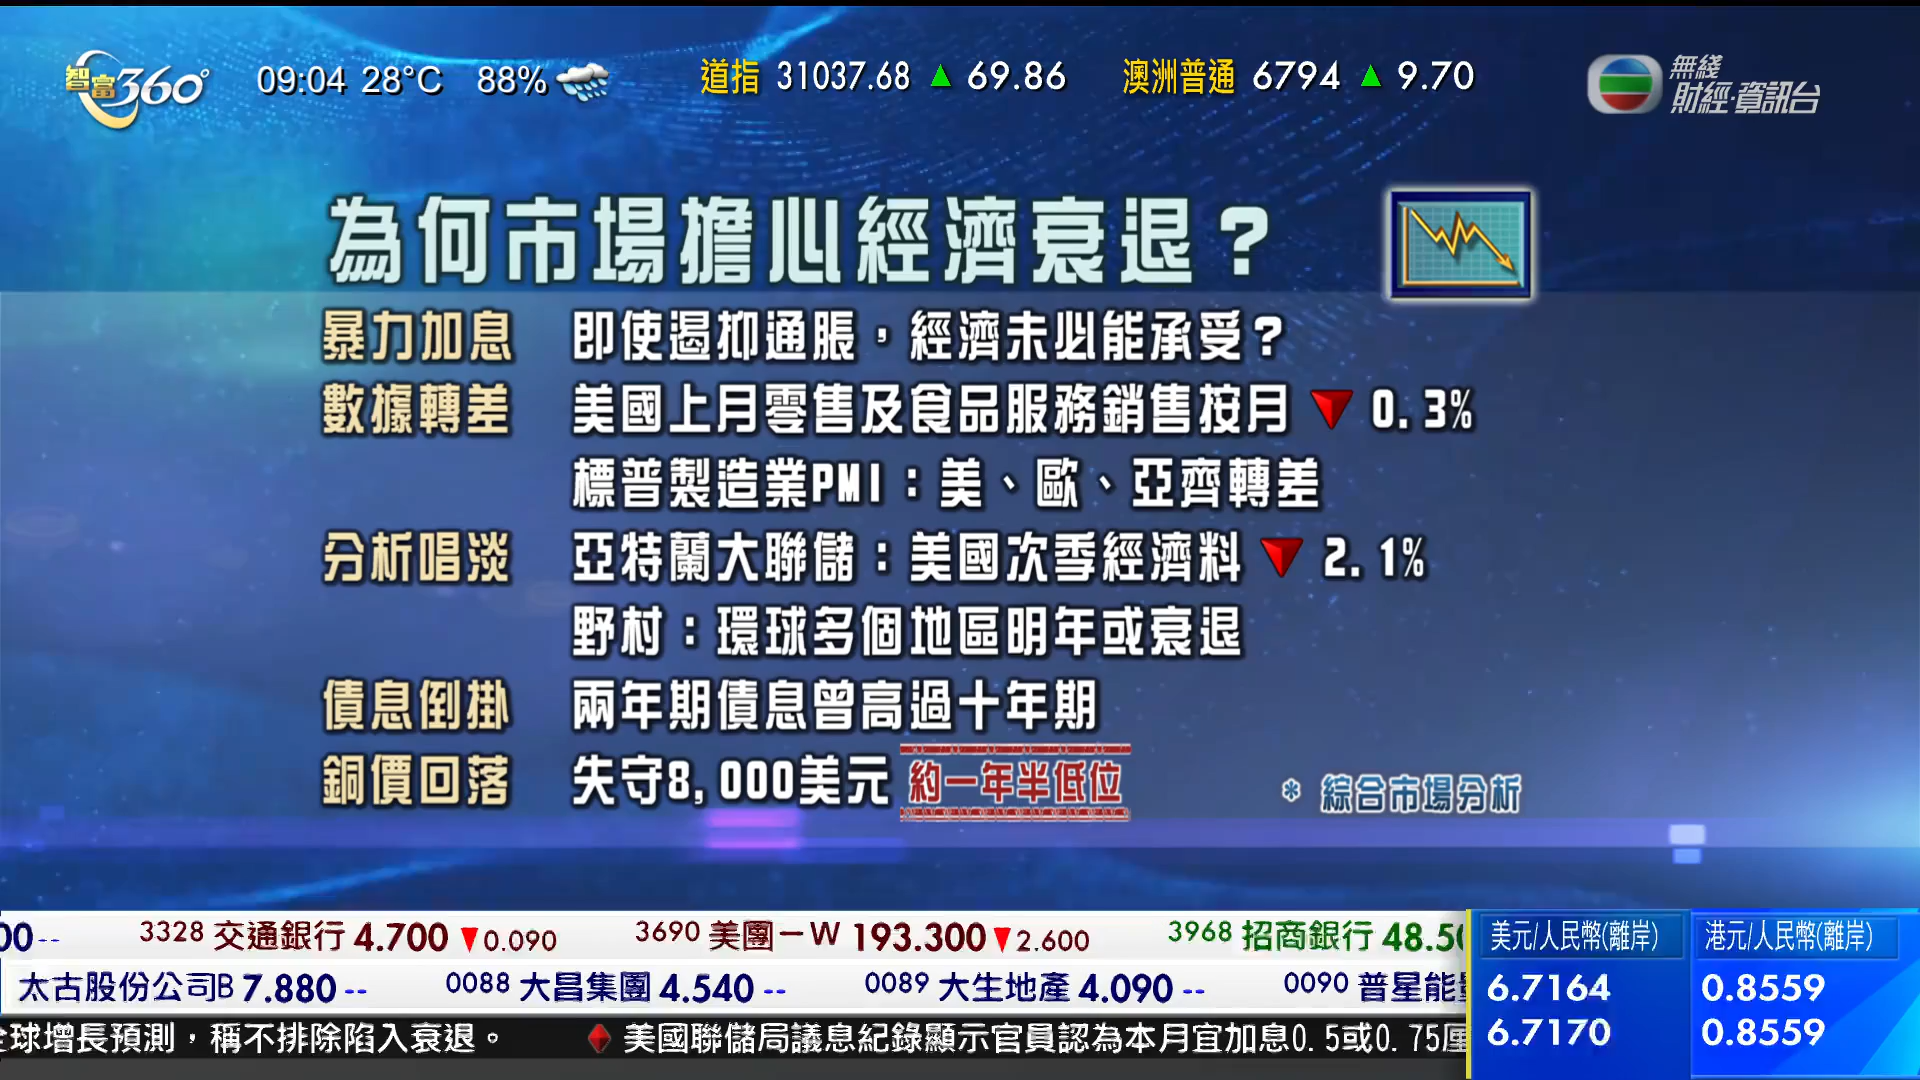 智富360°
09:04 28°C 88%
道指 31037.68 ▲ 69.86 澳洲普通 6794 ▲ 9.70
無綫
財經·資訊台
為何市場擔心經濟衰退？
暴力加息 即使遏抑通脹，經濟未必能承受？
數據轉差 美國上月零售及食品服務銷售按月 ▼ 0.3%
標普製造業PMI：美、歐、亞齊轉差
分析唱淡 亞特蘭大聯儲：美國次季經濟料 ▼ 2.1%
野村：環球多個地區明年或衰退
債息倒掛 兩年期債息曾高過十年期
銅價回落 失守8,000美元 約一年半低位
* 綜合市場分析
00-- 3328 交通銀行 4.700 ▼0.090 3690 美團－W 193.300 ▼2.600 3968 招商銀行 48.50
太古股份公司B 7.880 -- 0088 大昌集團 4.540 -- 0089 大生地產 4.090 -- 0090 普星能量
全球增長預測，稱不排除陷入衰退。 ◆ 美國聯儲局議息紀錄顯示官員認為本月宜加息0.5或0.75厘
美元/人民幣(離岸) 港元/人民幣(離岸)
6.7164 0.8559
6.7170 0.8559